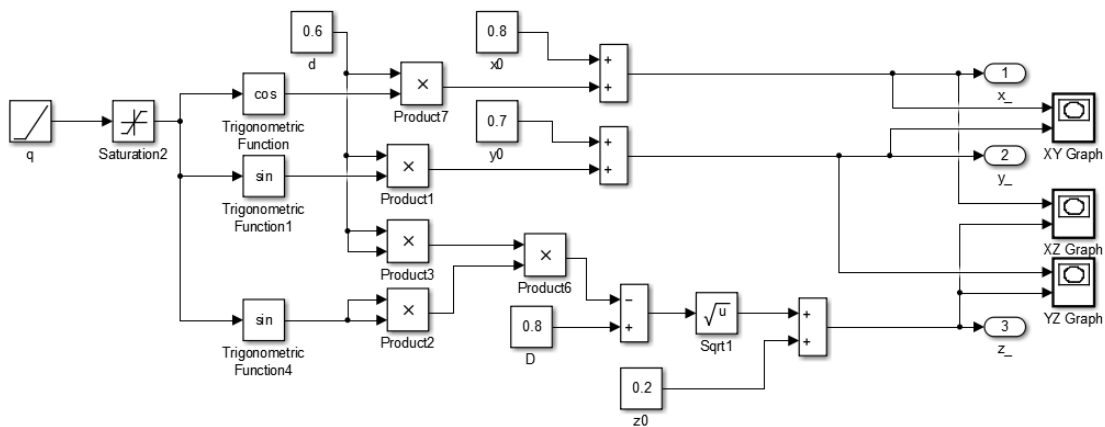 0.6
d
0.8
x0
+
+
1
x_
cos
Trigonometric
Function
×
Product7
q
Saturation2
0.7
y0
+
+
2
y_
XY Graph
sin
Trigonometric
Function1
×
Product1
×
Product3
×
Product6
XZ Graph
sin
Trigonometric
Function4
×
Product2
0.8
D
−
+
√u
Sqrt1
+
+
3
z_
YZ Graph
0.2
z0